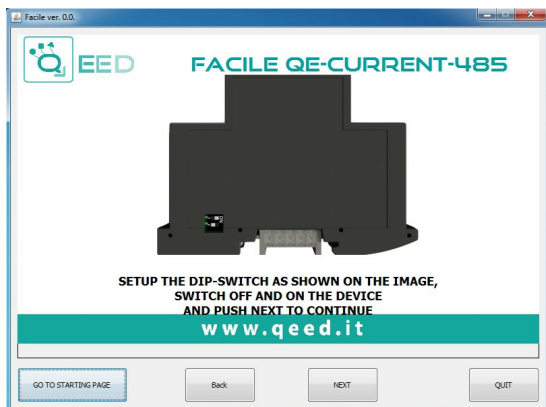 Facile ver. 0.0.
QEED
FACILE QE-CURRENT-485
SETUP THE DIP-SWITCH AS SHOWN ON THE IMAGE,
SWITCH OFF AND ON THE DEVICE
AND PUSH NEXT TO CONTINUE
www.qeed.it
GO TO STARTING PAGE
Back
NEXT
QUIT